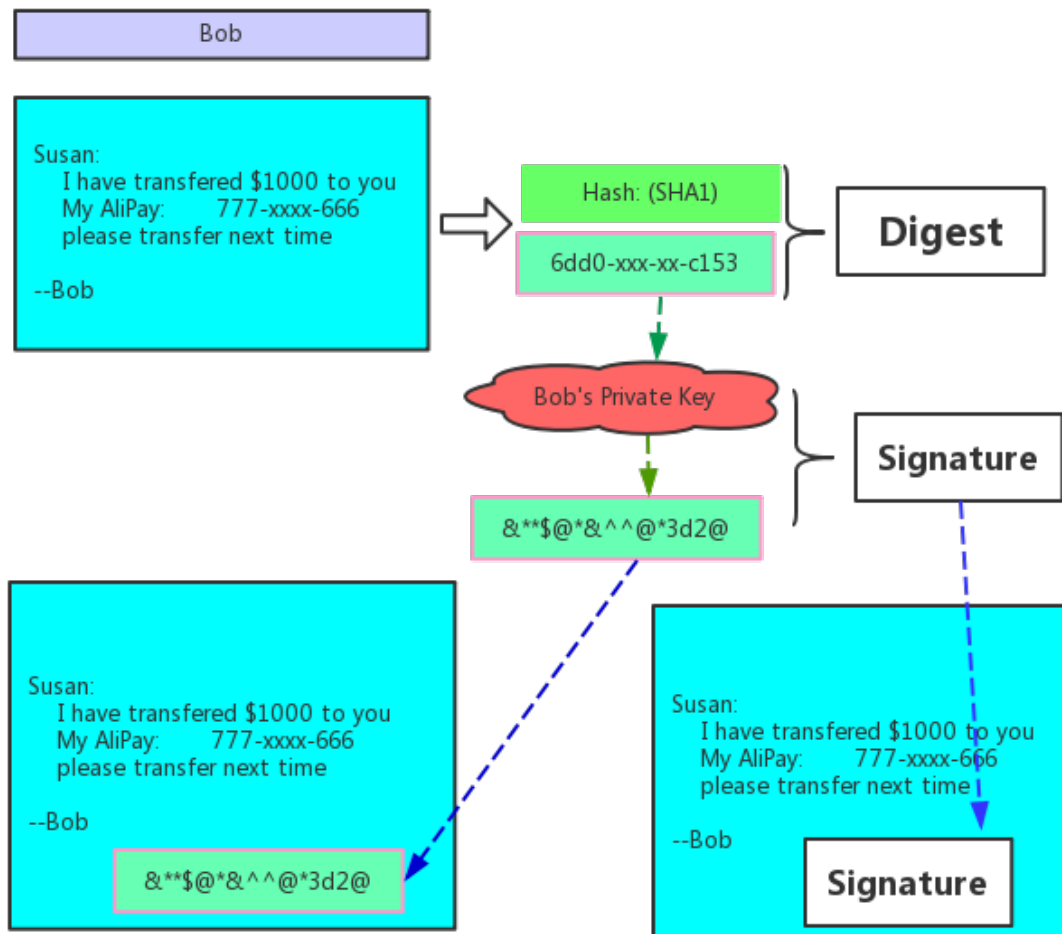 Bob
Susan:
I have transfered $1000 to you
My AliPay: 777-xxxx-666
please transfer next time
--Bob
Hash: (SHA1)
6dd0-xxx-xx-c153
Digest
Bob's Private Key
Signature
&**$@*&^^@*3d2@
Susan:
I have transfered $1000 to you
My AliPay: 777-xxxx-666
please transfer next time
--Bob
&**$@*&^^@*3d2@
Susan:
I have transfered $1000 to you
My AliPay: 777-xxxx-666
please transfer next time
--Bob
Signature